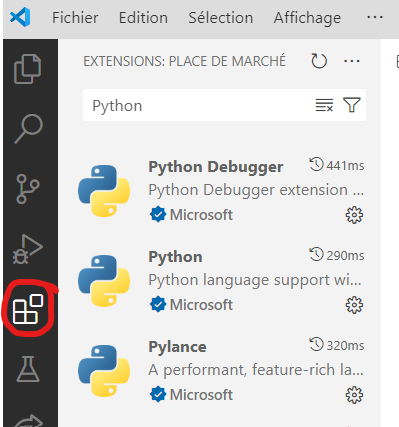 Fichier Edition Sélection Affichage ...
EXTENSIONS: PLACE DE MARCHÉ ...
Python
Python Debugger 441ms
Python Debugger extension ...
Microsoft
Python 290ms
Python language support wi...
Microsoft
Pylance 320ms
A performant, feature-rich la...
Microsoft